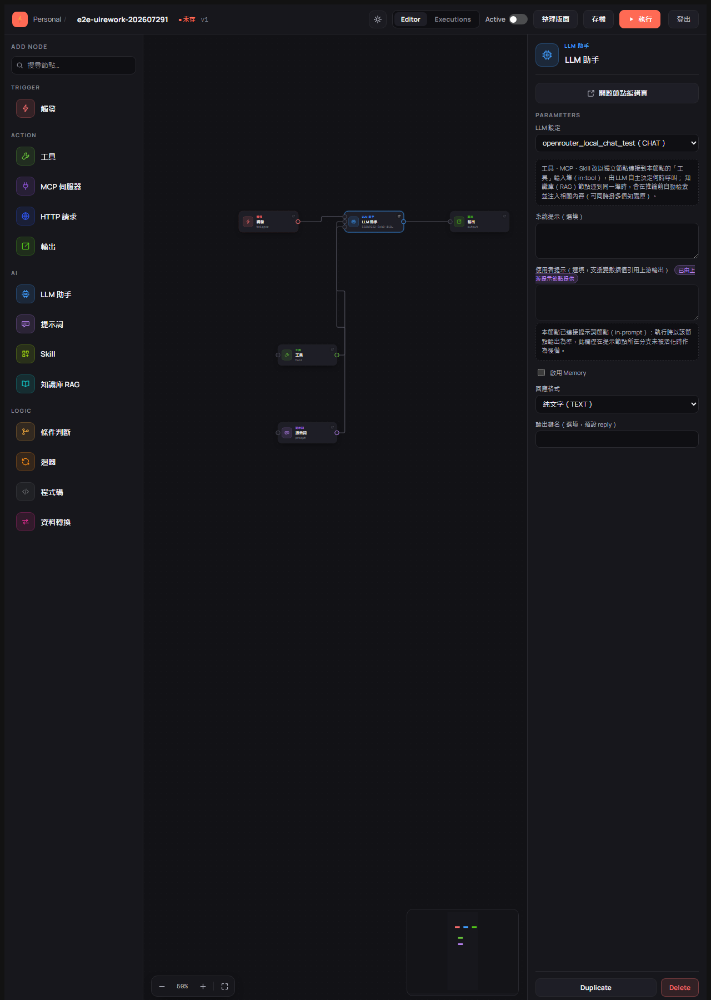 Personal /
e2e-uirework-202607291
未存 v1
Editor
Executions
Active
整理版面
存檔
執行
登出
ADD NODE
搜尋節點...
TRIGGER
觸發
ACTION
工具
MCP 伺服器
HTTP 請求
輸出
AI
LLM 助手
提示詞
Skill
知識庫 RAG
LOGIC
條件判斷
迴圈
程式碼
資料轉換
觸發
觸發
trigger
LLM 助手
LLM 助手
輸出
輸出
output
工具
工具
tool
提示詞
提示詞
prompt
50%
LLM 助手
LLM 助手
開啟節點編輯頁
PARAMETERS
LLM 設定
openrouter_local_chat_test（CHAT）
工具、MCP、Skill 改以獨立節點連接到本節點的「工
具」輸入埠（in:tool），由 LLM 自主決定何時呼叫；知
識庫（RAG）節點連到同一埠時，會在推論前自動檢索
並注入相關內容（可同時掛多個知識庫）。
系統提示（選填）
使用者提示（選填，支援變數插值引用上游輸出） 已由上
游提示節點提供
本節點已連接提示詞節點（in:prompt）：執行時以該節
點輸出為準，此欄僅在提示節點所在分支未被活化時作
為後備。
啟用 Memory
回應格式
純文字（TEXT）
輸出鍵名（選填，預設 reply）
Duplicate
Delete